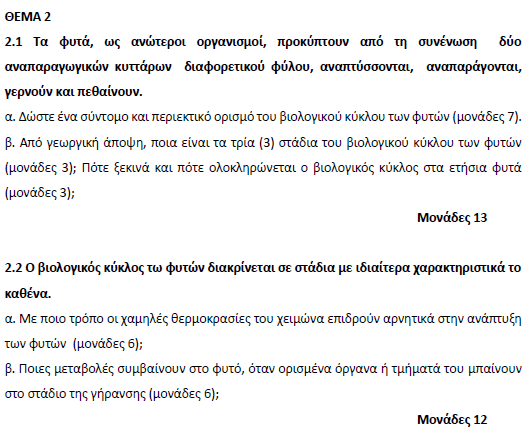 ΘΕΜΑ 2
2.1 Τα φυτά, ως ανώτεροι οργανισμοί, προκύπτουν από τη συνένωση δύο
αναπαραγωγικών κυττάρων διαφορετικού φύλου, αναπτύσσονται, αναπαράγονται,
γερνούν και πεθαίνουν.
α. Δώστε ένα σύντομο και περιεκτικό ορισμό του βιολογικού κύκλου των φυτών (μονάδες 7).
β. Από γεωργική άποψη, ποια είναι τα τρία (3) στάδια του βιολογικού κύκλου των φυτών
(μονάδες 3); Πότε ξεκινά και πότε ολοκληρώνεται ο βιολογικός κύκλος στα ετήσια φυτά
(μονάδες 3);
Μονάδες 13
2.2 Ο βιολογικός κύκλος τω φυτών διακρίνεται σε στάδια με ιδιαίτερα χαρακτηριστικά το
καθένα.
α. Με ποιο τρόπο οι χαμηλές θερμοκρασίες του χειμώνα επιδρούν αρνητικά στην ανάπτυξη
των φυτών (μονάδες 6);
β. Ποιες μεταβολές συμβαίνουν στο φυτό, όταν ορισμένα όργανα ή τμήματά του μπαίνουν
στο στάδιο της γήρανσης (μονάδες 6);
Μονάδες 12